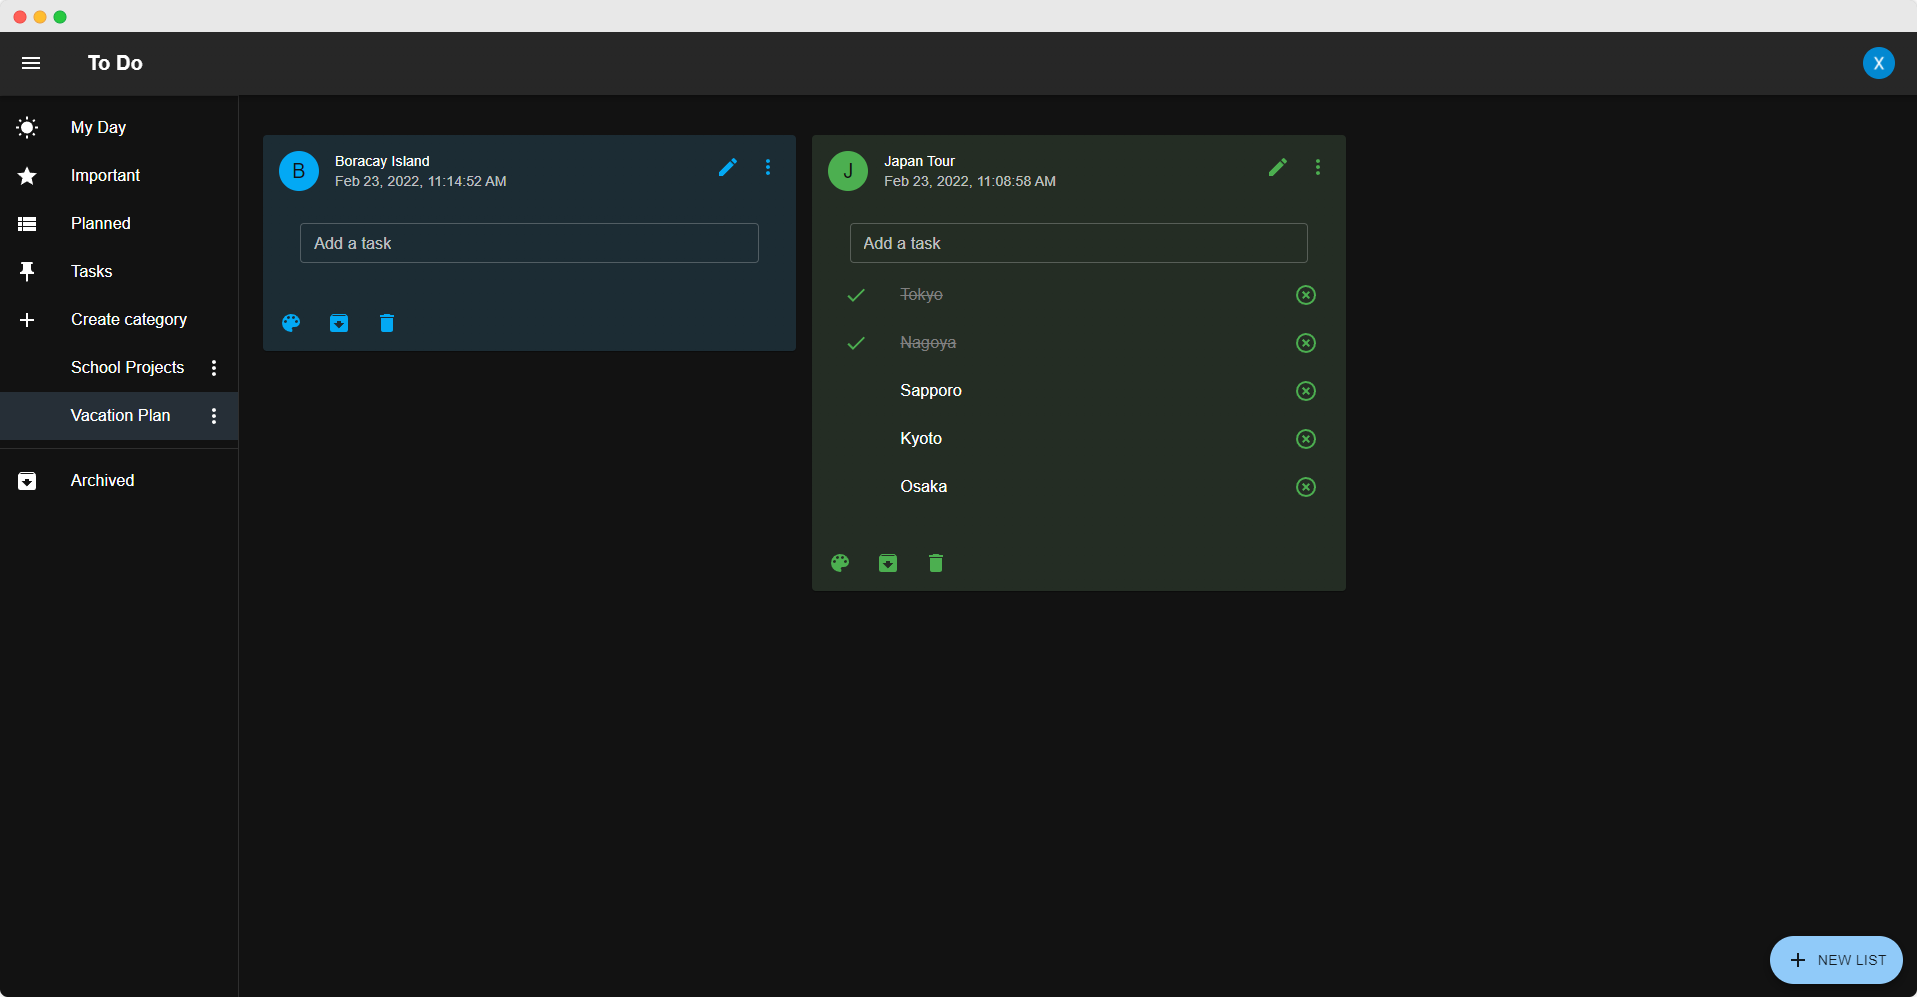 To Do
X
My Day
Important
Planned
Tasks
Create category
School Projects
Vacation Plan
Archived
B
Boracay Island
Feb 23, 2022, 11:14:52 AM
Add a task
J
Japan Tour
Feb 23, 2022, 11:08:58 AM
Add a task
Tokyo
Nagoya
Sapporo
Kyoto
Osaka
NEW LIST